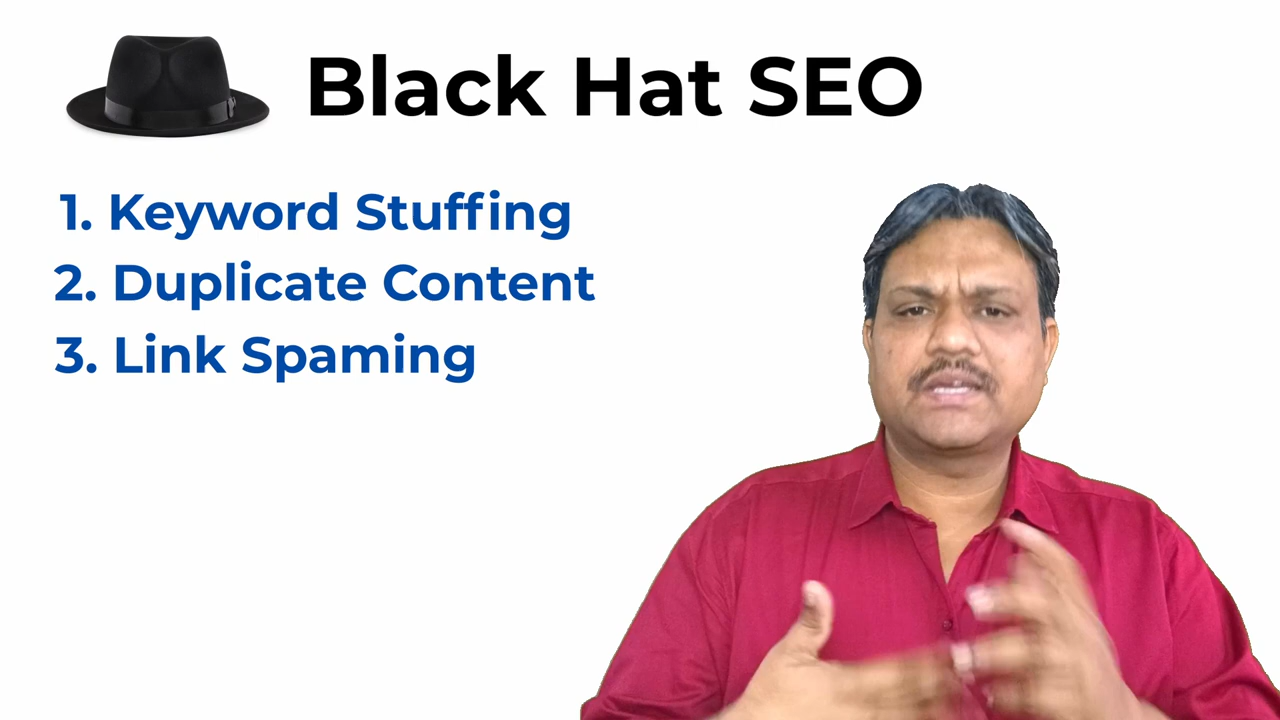 Black Hat SEO
1. Keyword Stuffing
2. Duplicate Content
3. Link Spaming